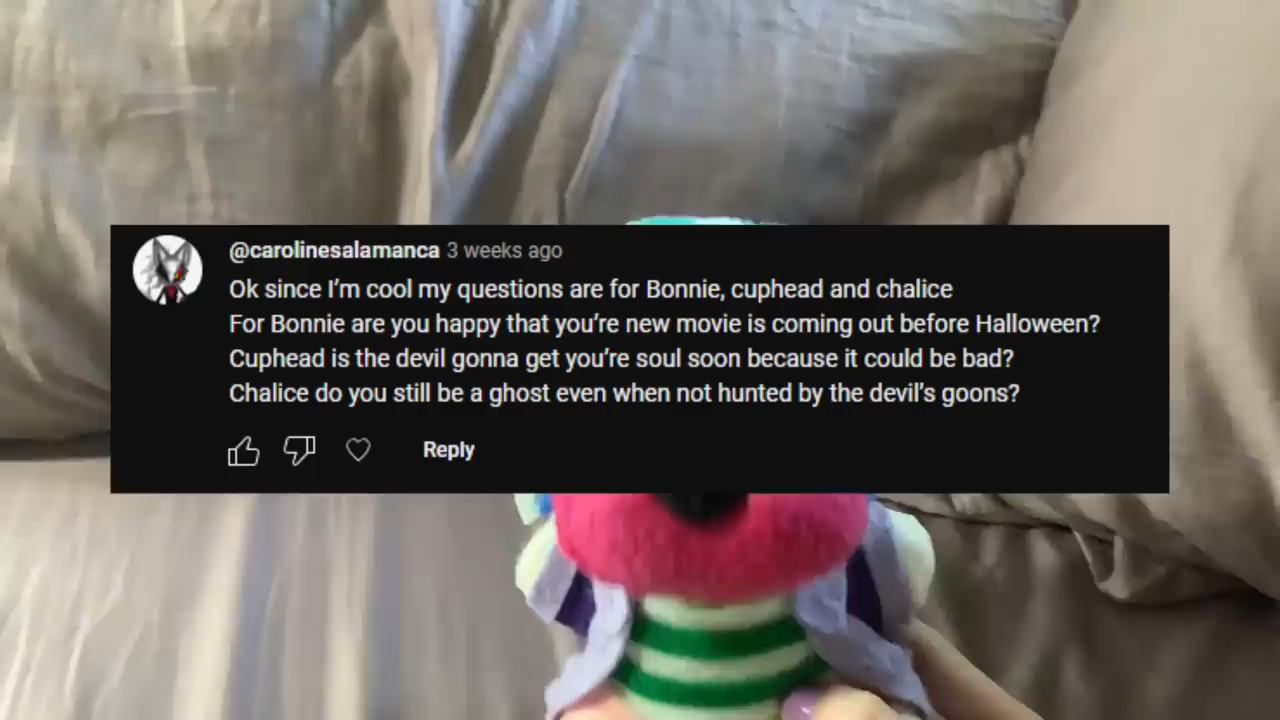 @carolinesalamanca 3 weeks ago
Ok since I’m cool my questions are for Bonnie, cuphead and chalice
For Bonnie are you happy that you’re new movie is coming out before Halloween?
Cuphead is the devil gonna get you’re soul soon because it could be bad?
Chalice do you still be a ghost even when not hunted by the devil’s goons?
Reply